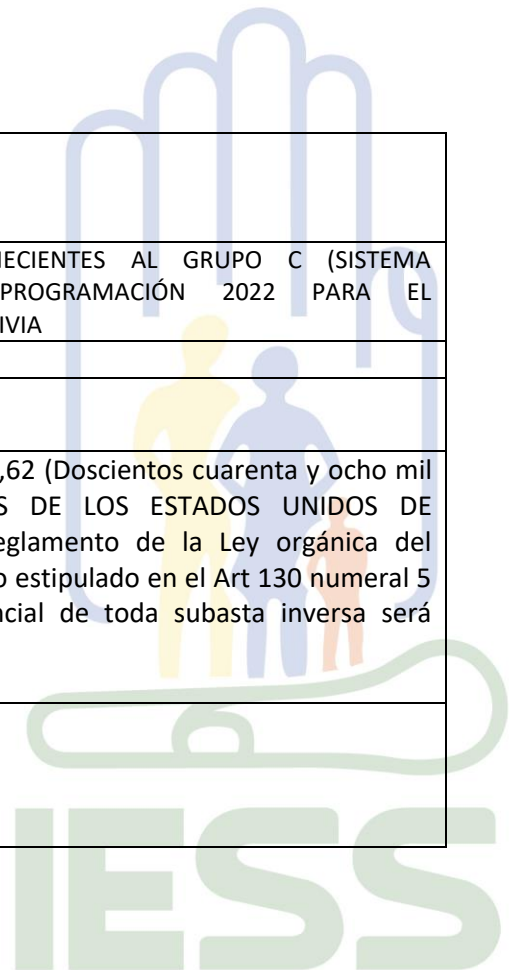 NECIENTES AL GRUPO C (SISTEMA
PROGRAMACIÓN 2022 PARA EL
IVIA
,62 (Doscientos cuarenta y ocho mil
S DE LOS ESTADOS UNIDOS DE
eglamento de la Ley orgánica del
o estipulado en el Art 130 numeral 5
ncial de toda subasta inversa será
IESS